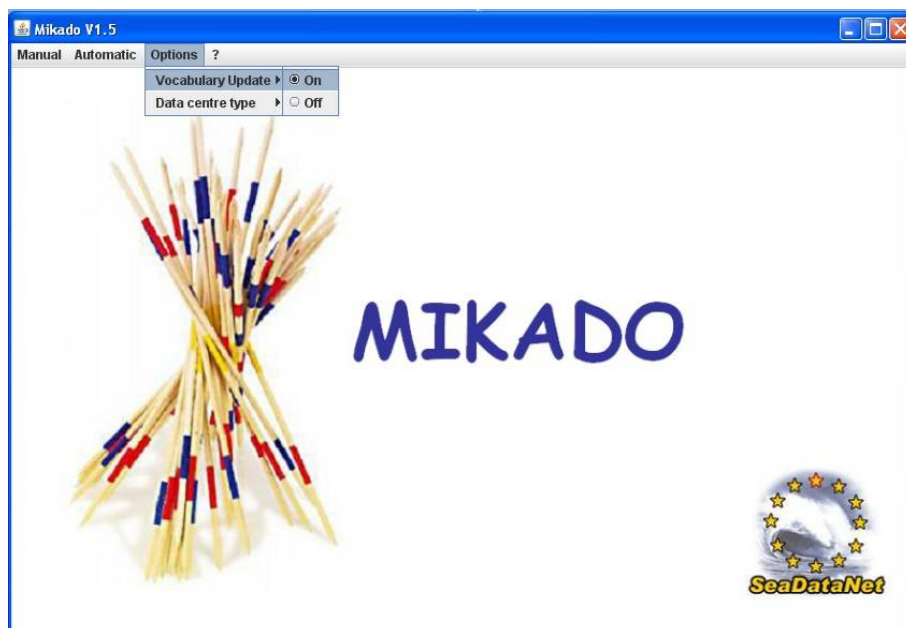 Mikado V1.5
Manual Automatic Options ?
Vocabulary Update On
Data centre type Off
MIKADO
SeaDataNet